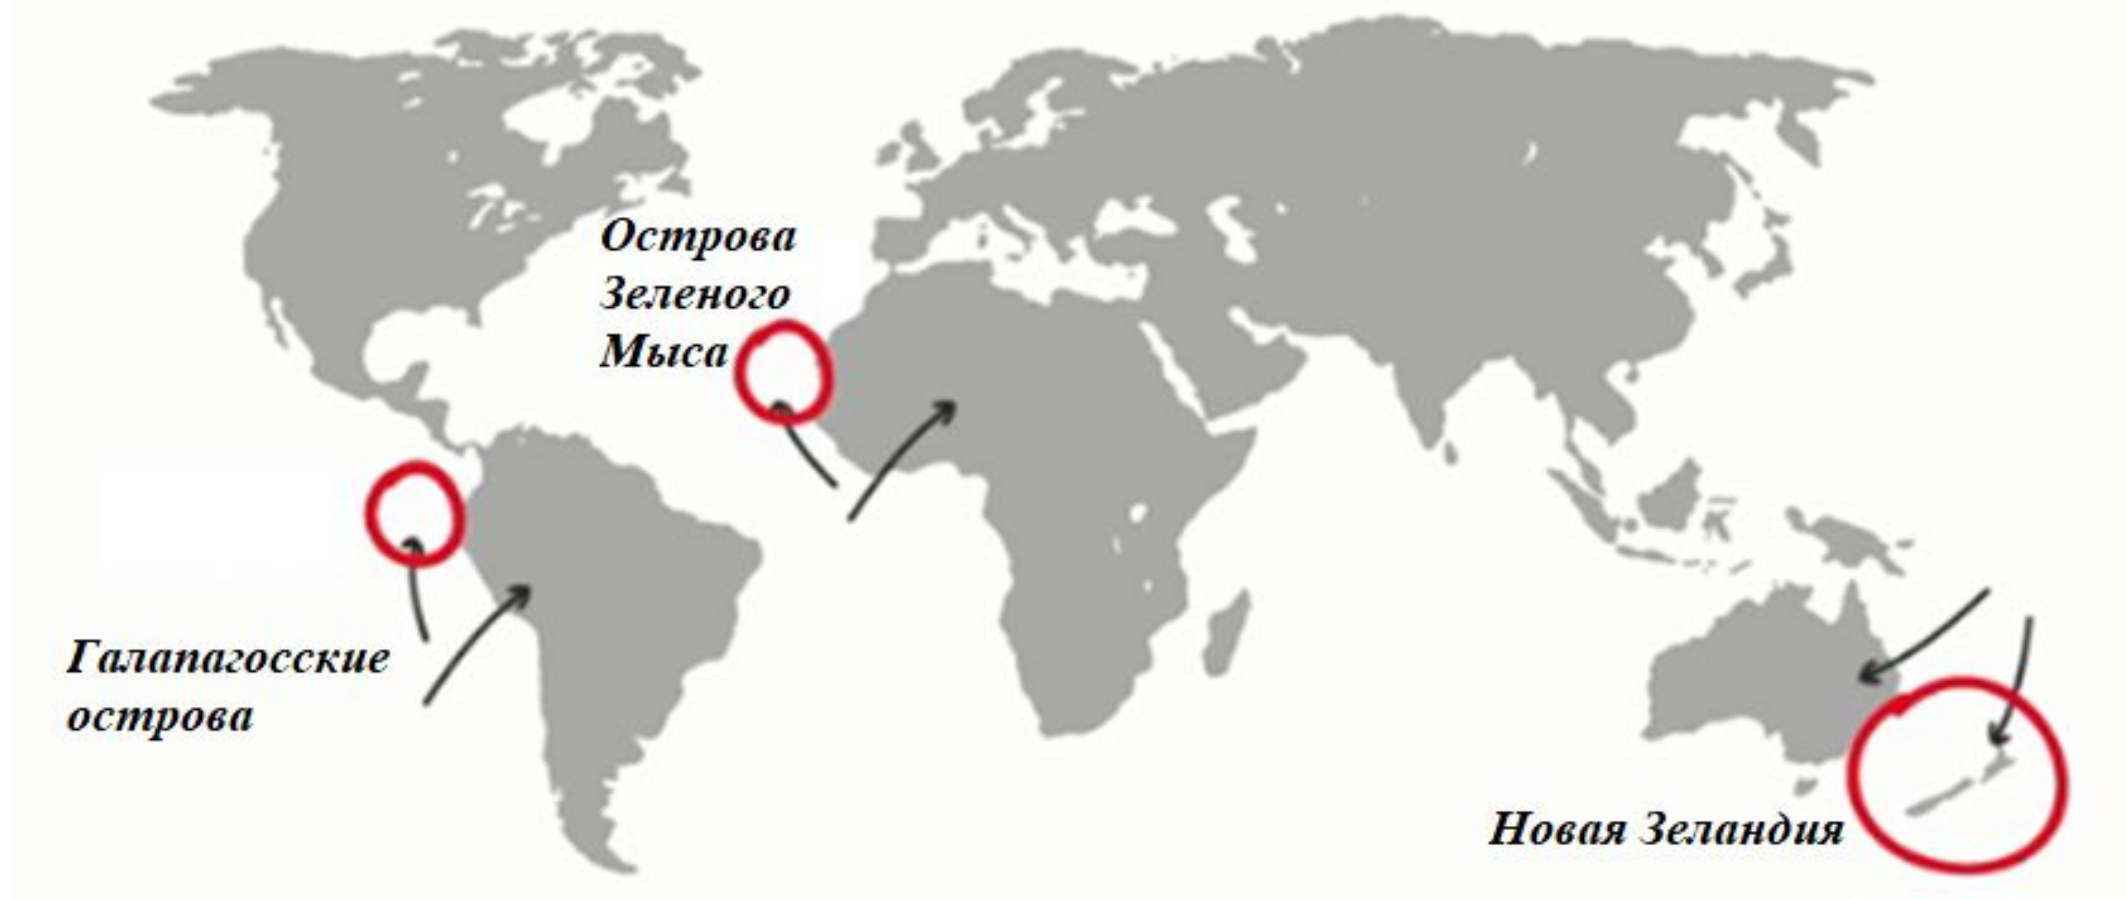 Острова
Зеленого
Мыса
Галапагосские
острова
Новая Зеландия